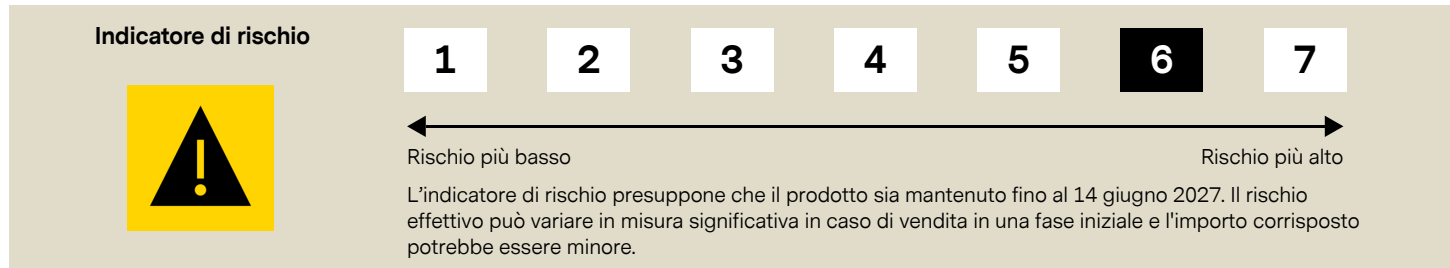 Indicatore di rischio
1 2 3 4 5 6 7
Rischio più basso Rischio più alto
L’indicatore di rischio presuppone che il prodotto sia mantenuto fino al 14 giugno 2027. Il rischio
effettivo può variare in misura significativa in caso di vendita in una fase iniziale e l'importo corrisposto
potrebbe essere minore.